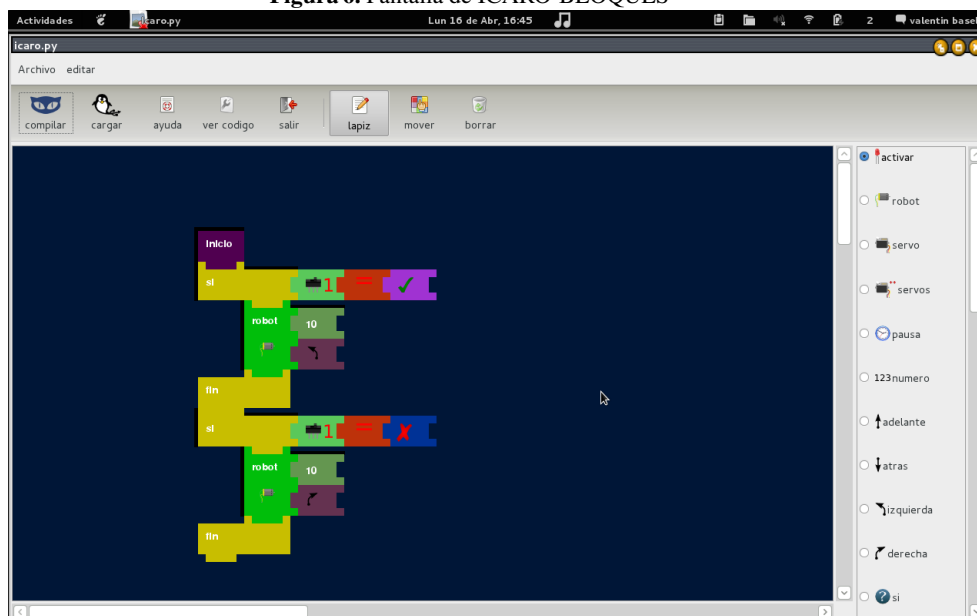 Figura 6. Pantalla de ICARO-BLOQUES
Actividades icaro.py Lun 16 de Abr, 16:45 2 valentin basel
icaro.py
Archivo editar
compilar cargar ayuda ver codigo salir lapiz mover borrar
activar
robot
servo
servos
pausa
123 numero
adelante
atras
izquierda
derecha
si
inicio
si 1 =
robot 10
fin
si 1 =
robot 10
fin